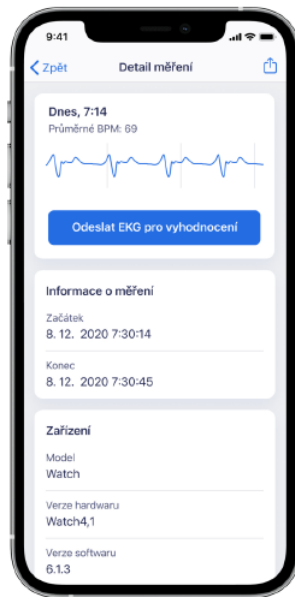 9:41
Zpět
Detail měření
Dnes, 7:14
Průměrné BPM: 69
Odeslat EKG pro vyhodnocení
Informace o měření
Začátek
8. 12. 2020 7:30:14
Konec
8. 12. 2020 7:30:45
Zařízení
Model
Watch
Verze hardwaru
Watch4,1
Verze softwaru
6.1.3